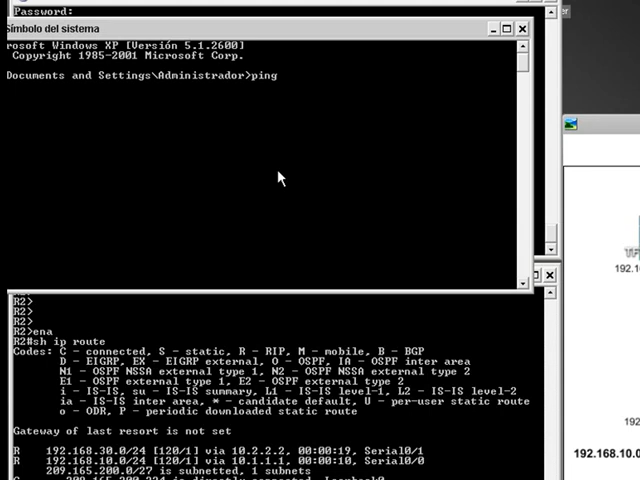 Password:
Símbolo del sistema
rosoft Windows XP [Versión 5.1.2600]
Copyright 1985-2001 Microsoft Corp.
Documents and Settings\Administrador>ping
R2>
R2>
R2>
R2>ena
R2#sh ip route
Codes: C - connected, S - static, R - RIP, M - mobile, B - BGP
D - EIGRP, EX - EIGRP external, O - OSPF, IA - OSPF inter area
N1 - OSPF NSSA external type 1, N2 - OSPF NSSA external type 2
E1 - OSPF external type 1, E2 - OSPF external type 2
i - IS-IS, su - IS-IS summary, L1 - IS-IS level-1, L2 - IS-IS level-2
ia - IS-IS inter area, * - candidate default, U - per-user static route
o - ODR, P - periodic downloaded static route
Gateway of last resort is not set
R 192.168.30.0/24 [120/1] via 10.2.2.2, 00:00:19, Serial0/1
R 192.168.10.0/24 [120/1] via 10.1.1.1, 00:00:10, Serial0/0
209.165.200.0/27 is subnetted, 1 subnets
er
TF
192.10
192
192.168.10.0